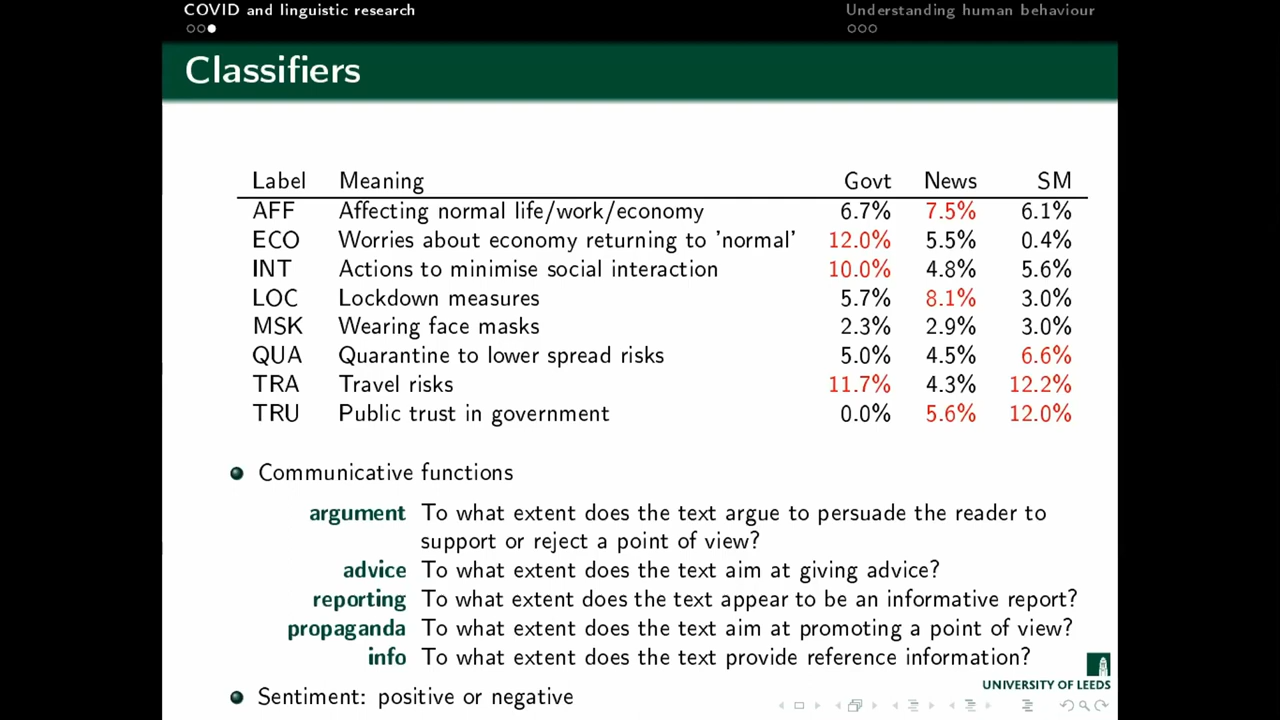 COVID and linguistic research
Understanding human behaviour
Classifiers
Label Meaning Govt News SM
AFF Affecting normal life/work/economy 6.7% 7.5% 6.1%
ECO Worries about economy returning to 'normal' 12.0% 5.5% 0.4%
INT Actions to minimise social interaction 10.0% 4.8% 5.6%
LOC Lockdown measures 5.7% 8.1% 3.0%
MSK Wearing face masks 2.3% 2.9% 3.0%
QUA Quarantine to lower spread risks 5.0% 4.5% 6.6%
TRA Travel risks 11.7% 4.3% 12.2%
TRU Public trust in government 0.0% 5.6% 12.0%
Communicative functions
argument To what extent does the text argue to persuade the reader to
support or reject a point of view?
advice To what extent does the text aim at giving advice?
reporting To what extent does the text appear to be an informative report?
propaganda To what extent does the text aim at promoting a point of view?
info To what extent does the text provide reference information?
UNIVERSITY OF LEEDS
Sentiment: positive or negative